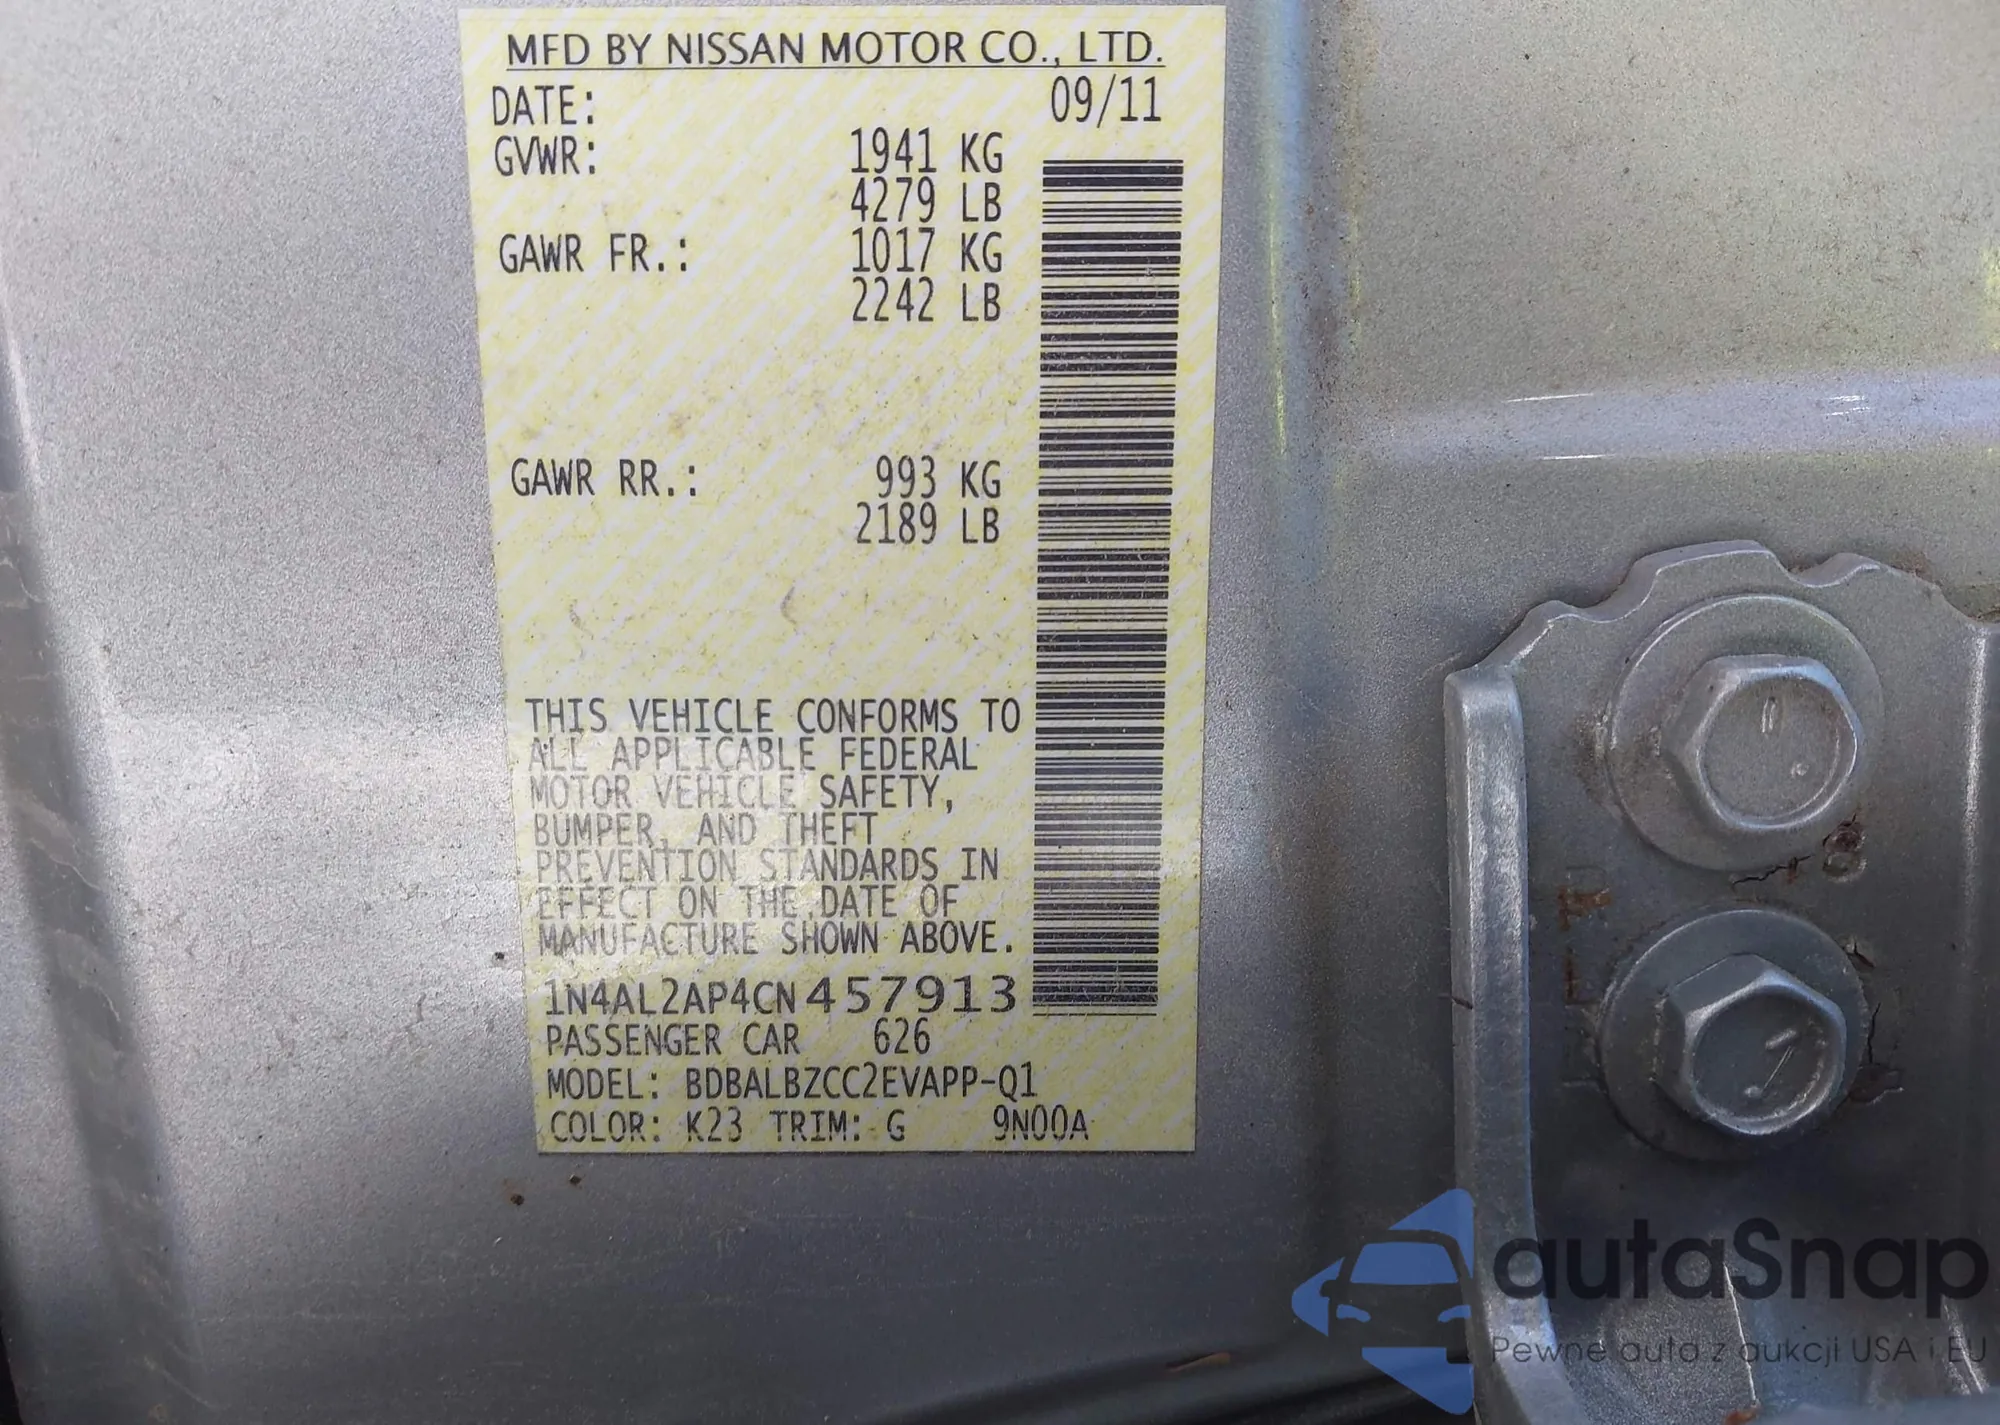 MFD BY NISSAN MOTOR CO., LTD.
DATE: 09/11
GVWR: 1941 KG
4279 LB
GAWR FR.: 1017 KG
2242 LB
GAWR RR.: 993 KG
2189 LB
THIS VEHICLE CONFORMS TO
ALL APPLICABLE FEDERAL
MOTOR VEHICLE SAFETY,
BUMPER, AND THEFT
PREVENTION STANDARDS IN
EFFECT ON THE DATE OF
MANUFACTURE SHOWN ABOVE.
1N4AL2AP4CN457913
PASSENGER CAR 626
MODEL: BDBALBZCC2EVAPP-Q1
COLOR: K23 TRIM: G 9N00A
autaSnap
Pewne auta z aukcji USA i EU